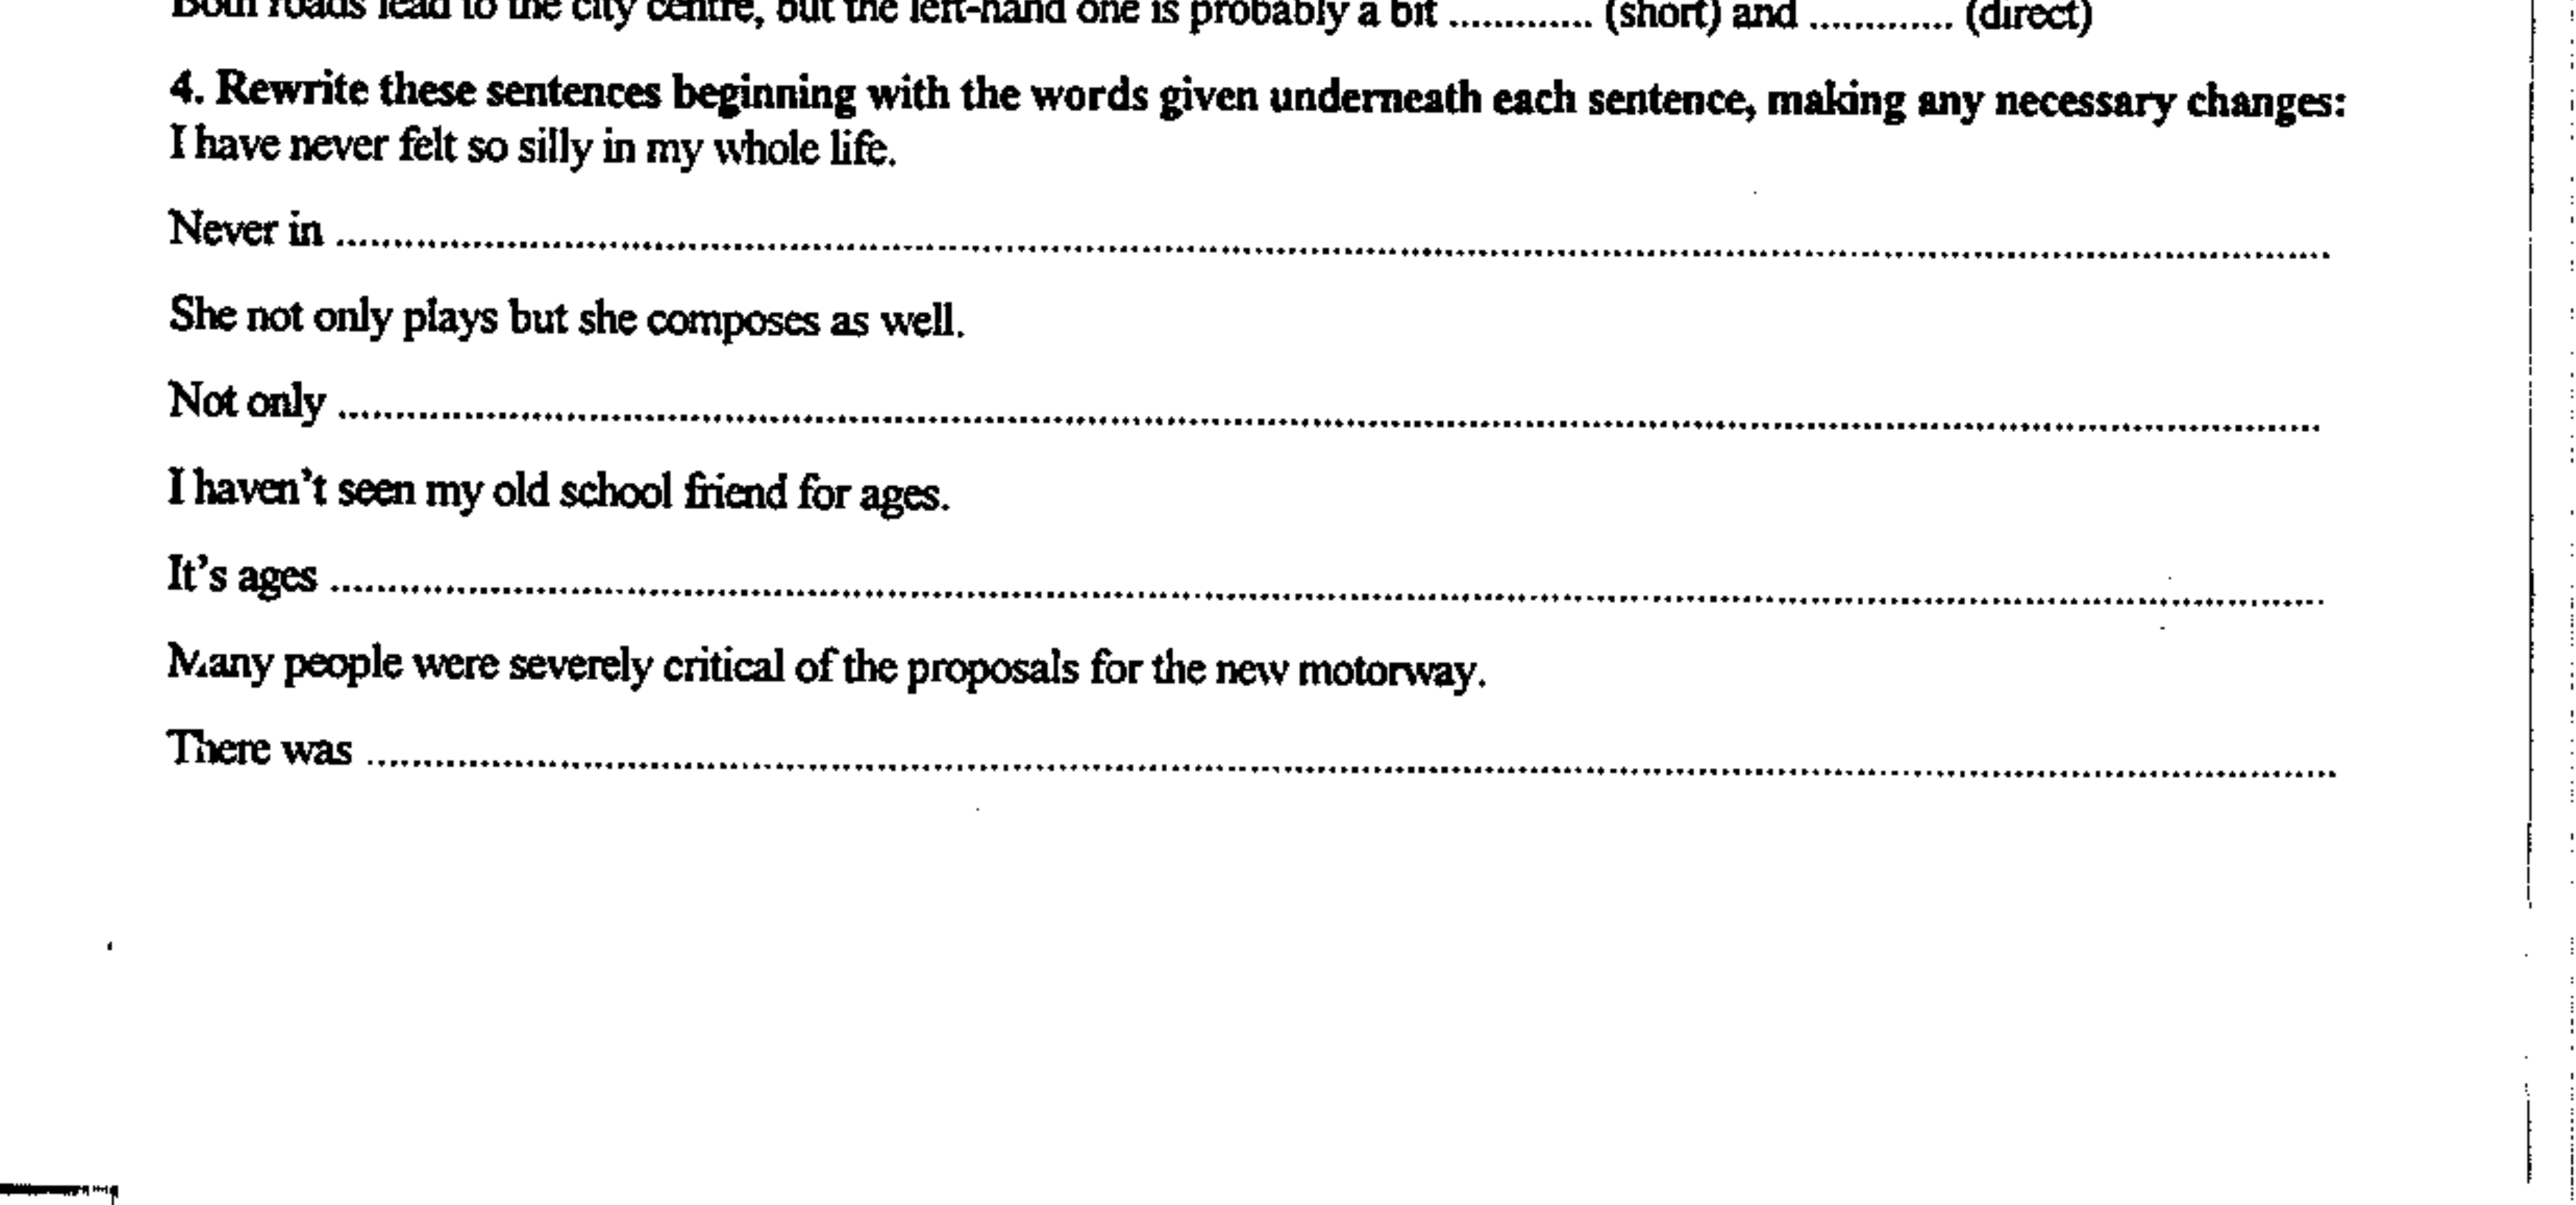 Both roads lead to the city centre, but the left-hand one is probably a bit ............. (short) and ............. (direct)
4. Rewrite these sentences beginning with the words given underneath each sentence, making any necessary changes:
I have never felt so silly in my whole life.
Never in ........................................................................................................
She not only plays but she composes as well.
Not only ........................................................................................................
I haven't seen my old school friend for ages.
It's ages ........................................................................................................
Many people were severely critical of the proposals for the new motorway.
There was ........................................................................................................